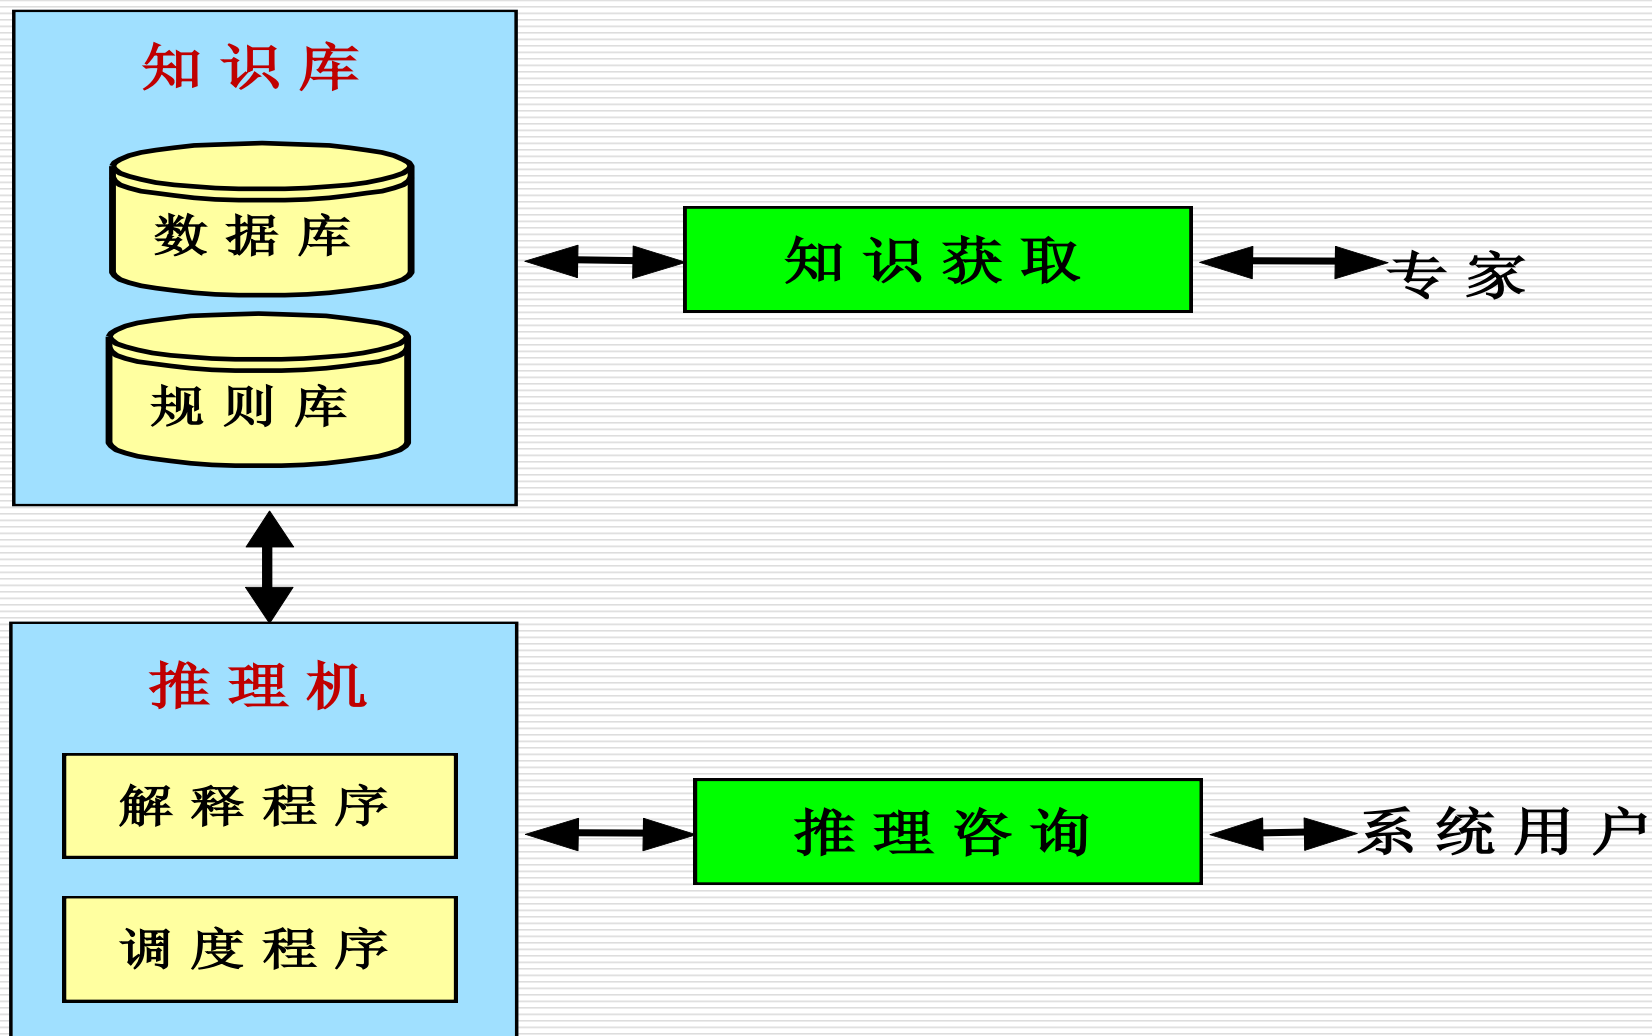 知识库
数据库
规则库
知识获取
专家
推理机
解释程序
调度程序
推理咨询
系统用户